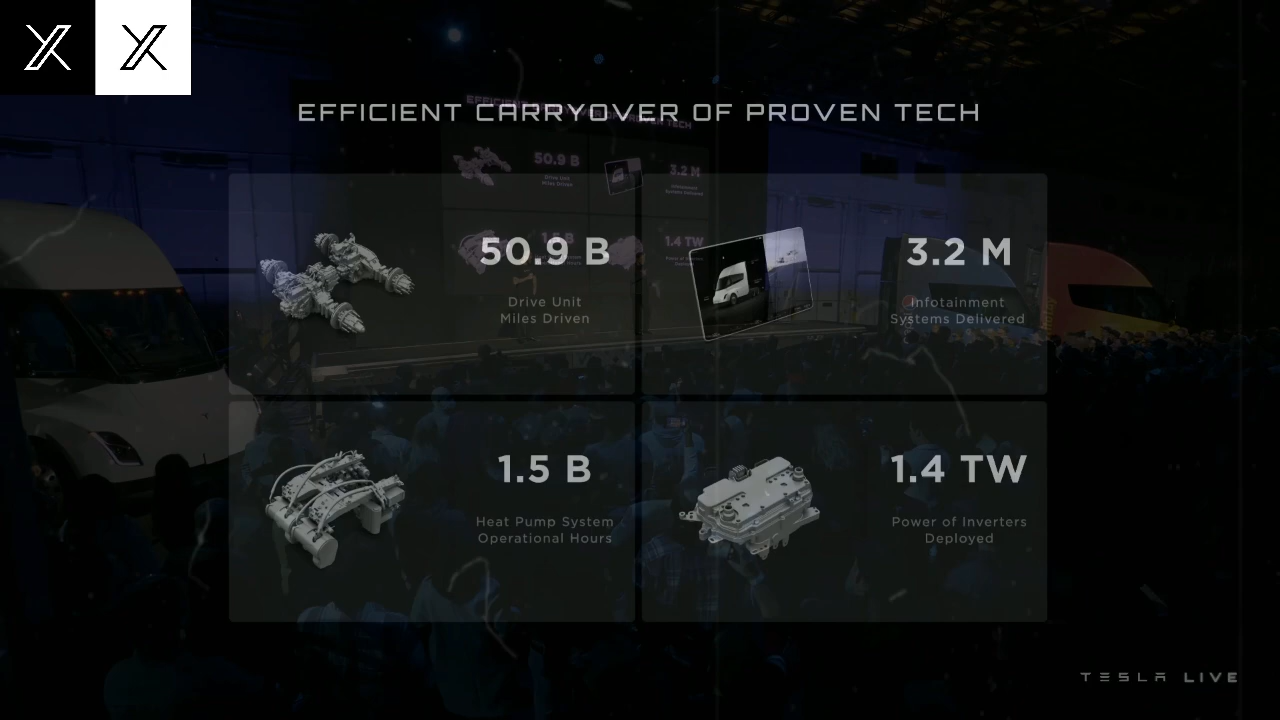 EFFICIENT CARRYOVER OF PROVEN TECH
50.9 B
Drive Unit
Miles Driven
3.2 M
Infotainment
Systems Delivered
1.5 B
Heat Pump System
Operational Hours
1.4 TW
Power of Inverters
Deployed
TESLA LIVE